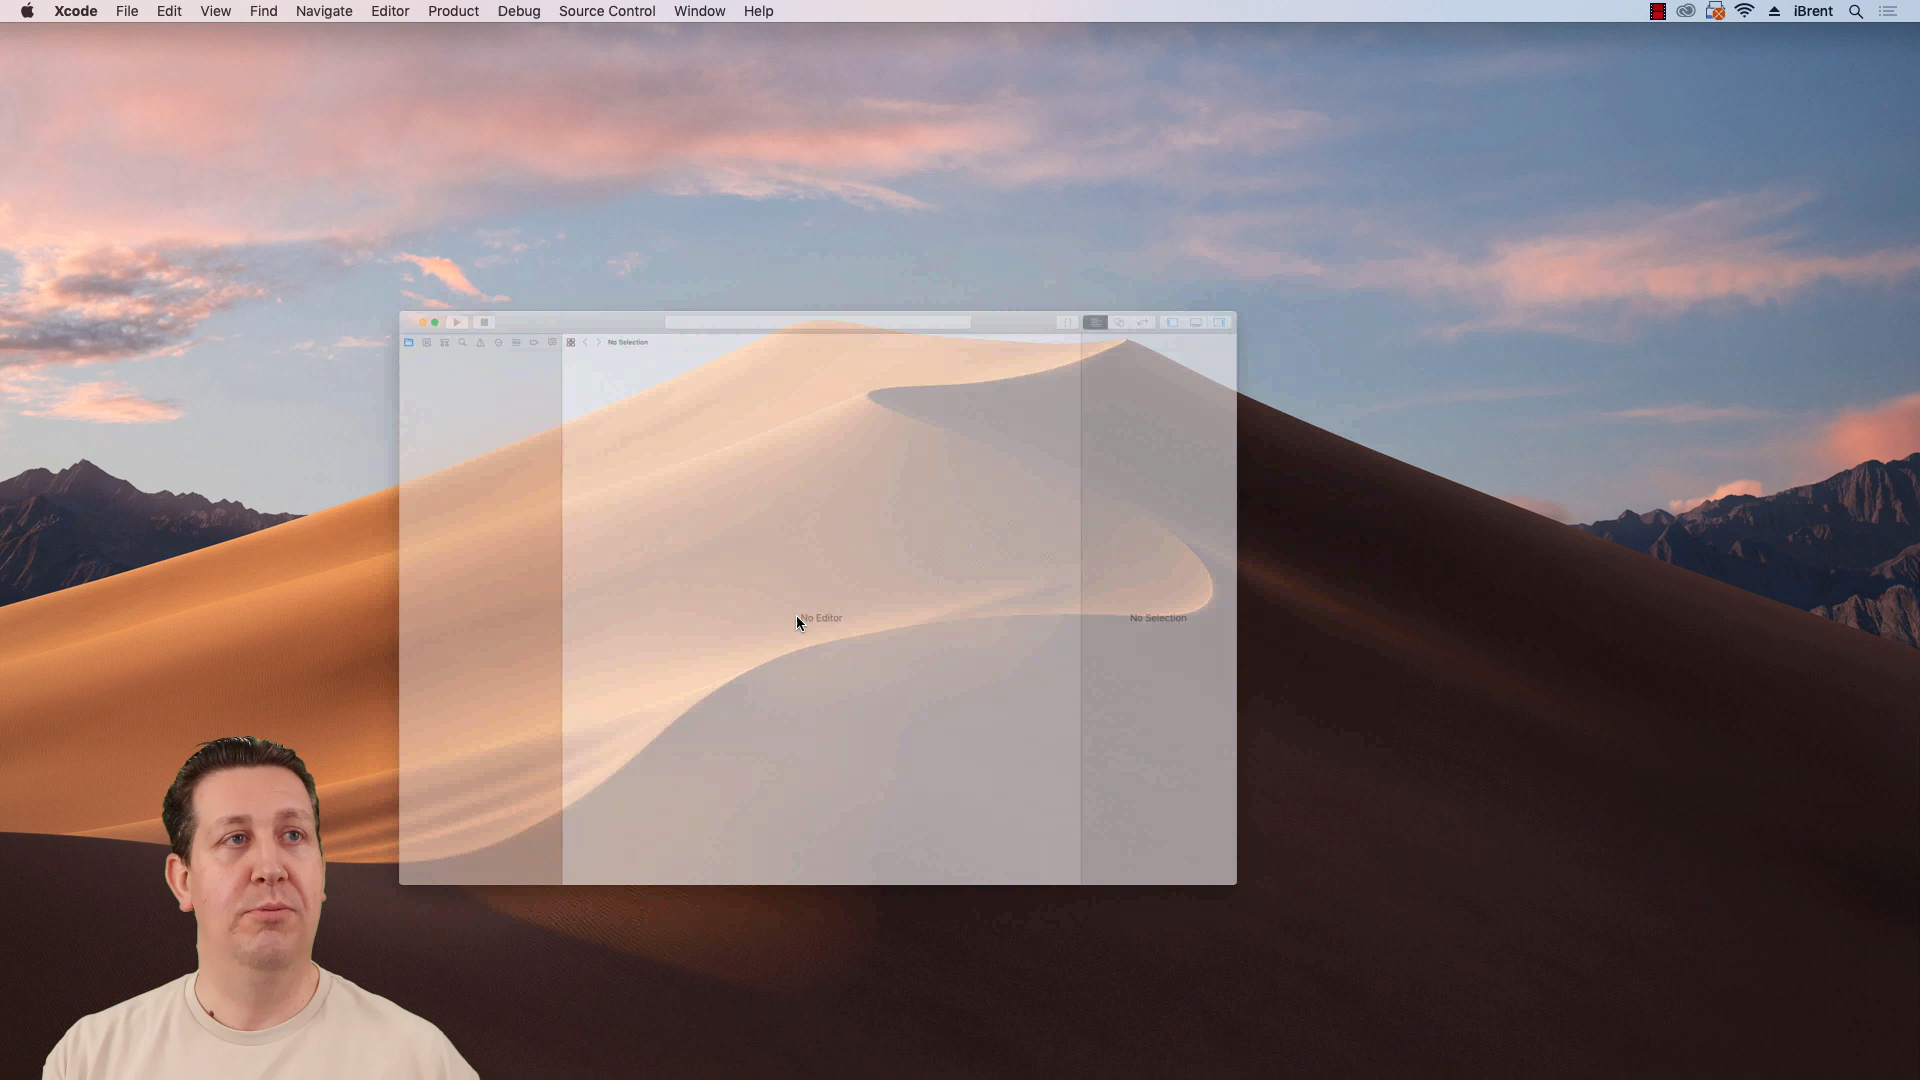 Xcode File Edit View Find Navigate Editor Product Debug Source Control Window Help iBrent
No Selection
No Editor
No Selection